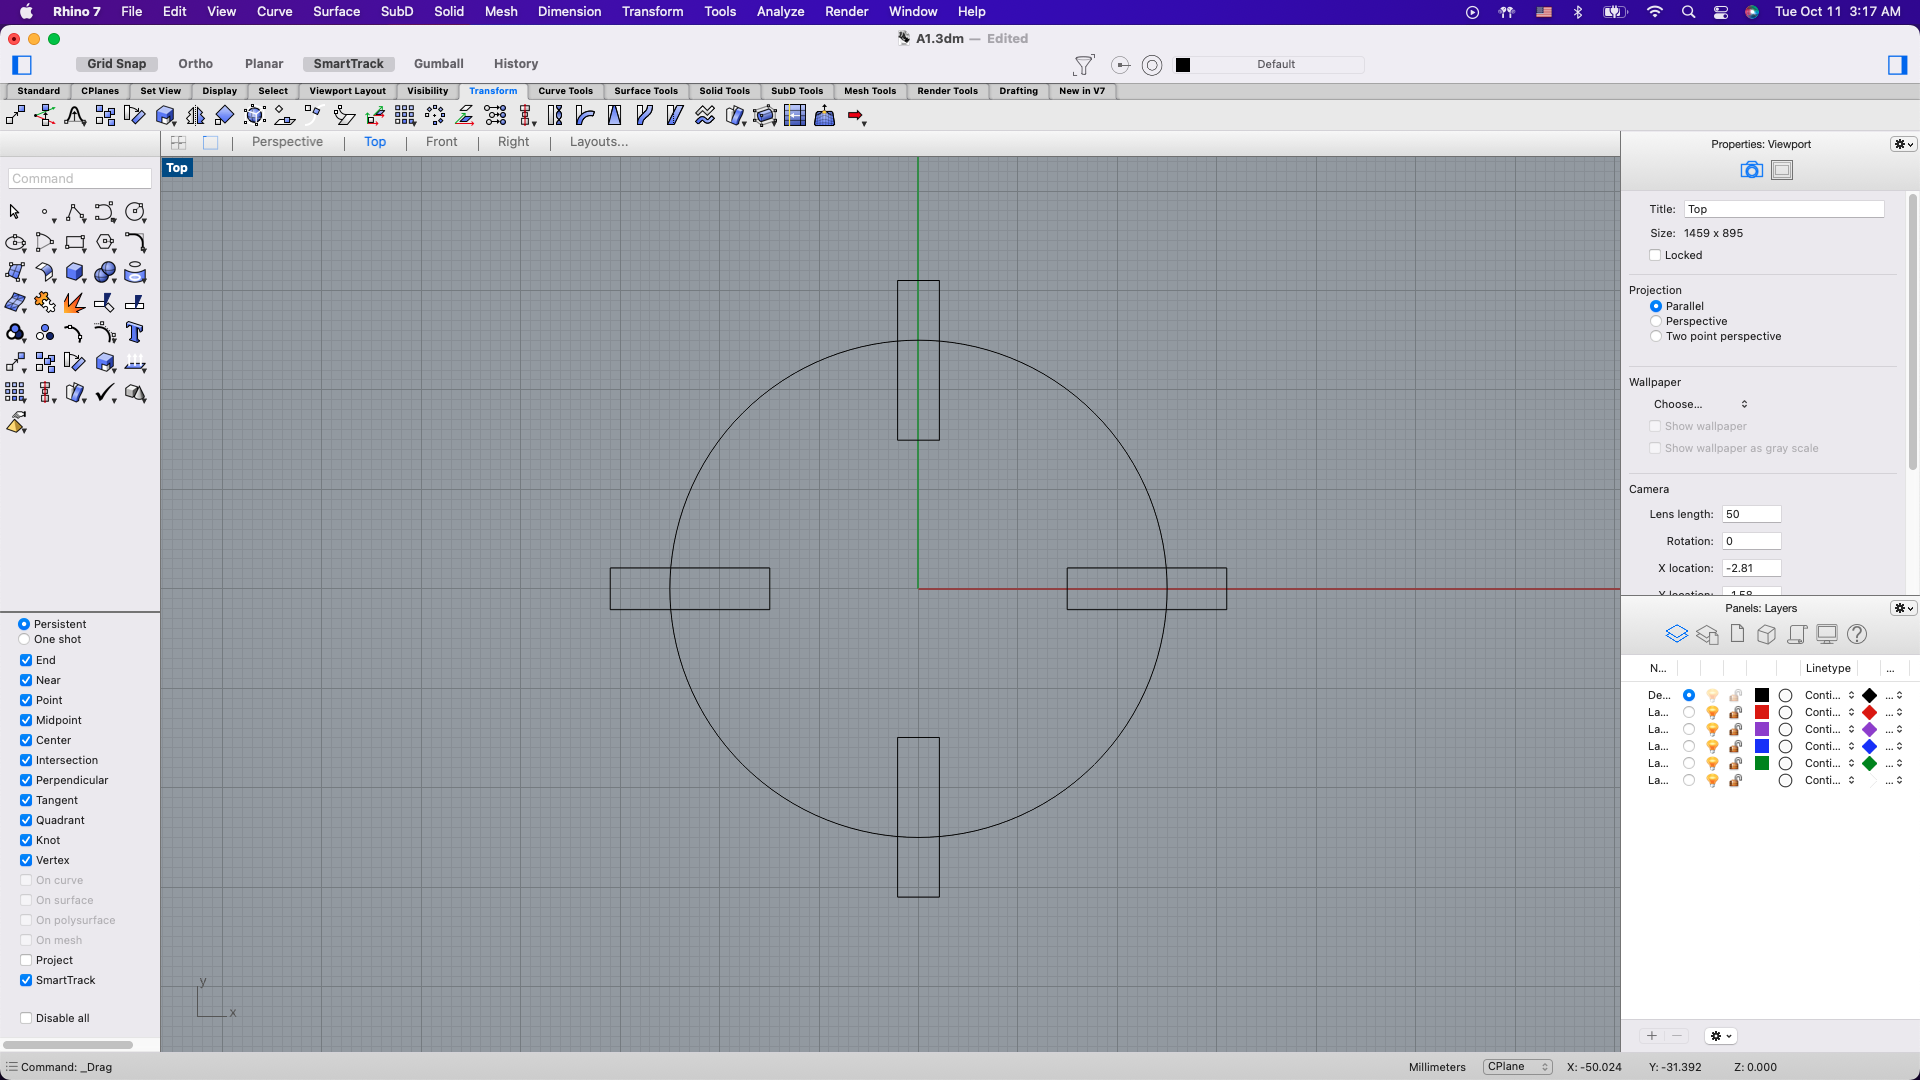 Rhino 7 File Edit View Curve Surface SubD Solid Mesh Dimension Transform Tools Analyze Render Window Help Tue Oct 11 3:17 AM
A1.3dm — Edited
Grid Snap Ortho Planar SmartTrack Gumball History Default
Standard CPlanes Set View Display Select Viewport Layout Visibility Transform Curve Tools Surface Tools Solid Tools SubD Tools Mesh Tools Render Tools Drafting New in V7
Perspective Top Front Right Layouts...
Top
Command
Persistent
One shot
End
Near
Point
Midpoint
Center
Intersection
Perpendicular
Tangent
Quadrant
Knot
Vertex
On curve
On surface
On polysurface
On mesh
Project
SmartTrack
Disable all
y
x
Properties: Viewport
Title: Top
Size: 1459 x 895
Locked
Projection
Parallel
Perspective
Two point perspective
Wallpaper
Choose...
Show wallpaper
Show wallpaper as gray scale
Camera
Lens length: 50
Rotation: 0
X location: -2.81
Panels: Layers
N... Linetype ...
De... Conti... ...
La... Conti... ...
La... Conti... ...
La... Conti... ...
La... Conti... ...
La... Conti... ...
Command: _Drag
Millimeters CPlane X: -50.024 Y: -31.392 Z: 0.000